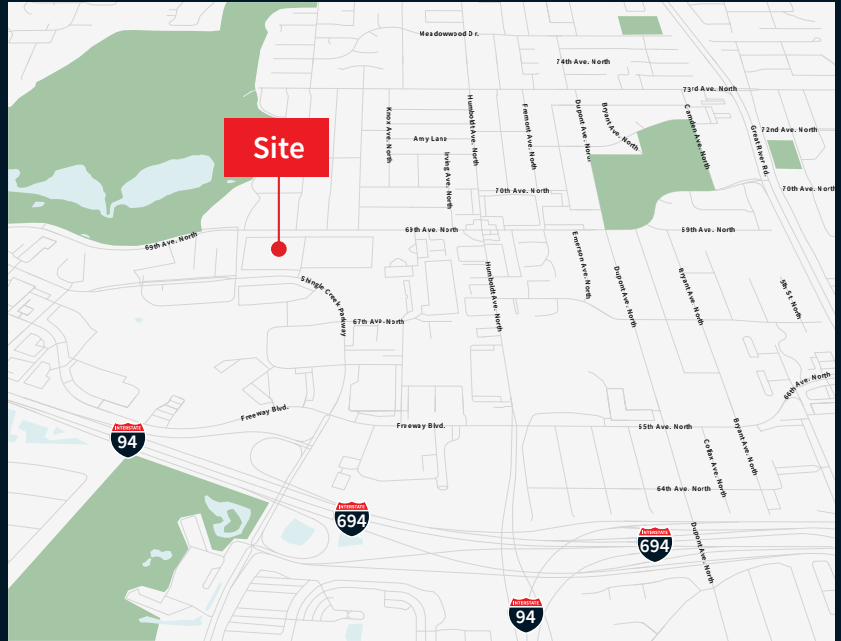 Meadowwood Dr.
74th Ave. North
73rd Ave. North
Knox Ave. North
Humboldt Ave. North
Fremont Ave. North
Dupont Ave. North
Bryant Ave. North
Camden Ave. North
Great River Rd.
72nd Ave. North
Amy Lane
Site
Irving Ave. North
70th Ave. North
70th Ave. North
69th Ave. North
69th Ave. North
59th Ave. North
Emerson Ave. North
Shingle Creek Parkway
Humboldt Ave. North
Dupont Ave. North
Bryant Ave. North
5th St. North
67th Ave. North
66th Ave. North
Freeway Blvd.
Freeway Blvd.
55th Ave. North
Bryant Ave. North
Colfax Ave. North
INTERSTATE
94
64th Ave. North
INTERSTATE
694
INTERSTATE
694
Dupont Ave. North
INTERSTATE
94